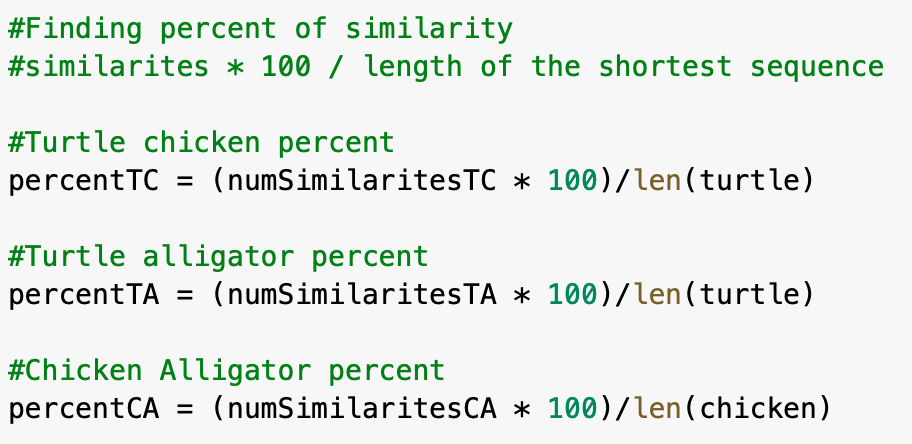 #Finding percent of similarity
#similarites * 100 / length of the shortest sequence
#Turtle chicken percent
percentTC = (numSimilaritesTC * 100)/len(turtle)
#Turtle alligator percent
percentTA = (numSimilaritesTA * 100)/len(turtle)
#Chicken Alligator percent
percentCA = (numSimilaritesCA * 100)/len(chicken)